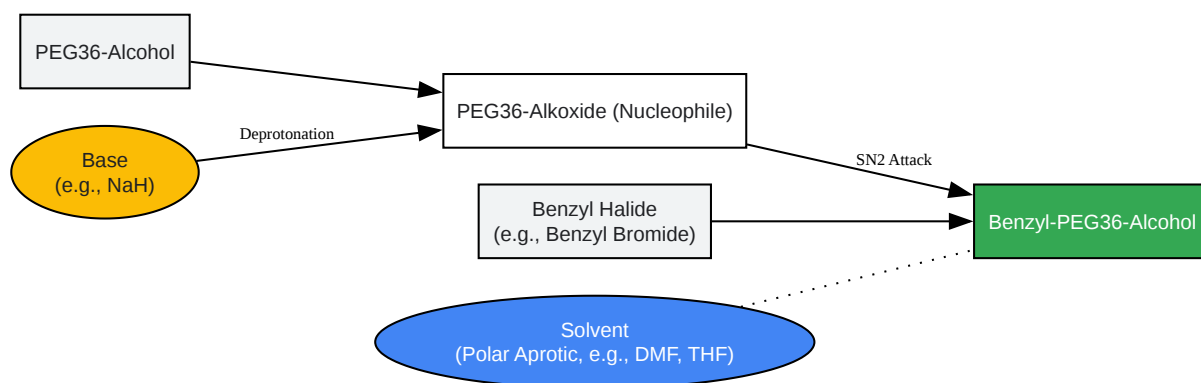 PEG36-Alcohol
Base
(e.g., NaH)
Deprotonation
PEG36-Alkoxide (Nucleophile)
SN2 Attack
Benzyl Halide
(e.g., Benzyl Bromide)
Benzyl-PEG36-Alcohol
Solvent
(Polar Aprotic, e.g., DMF, THF)